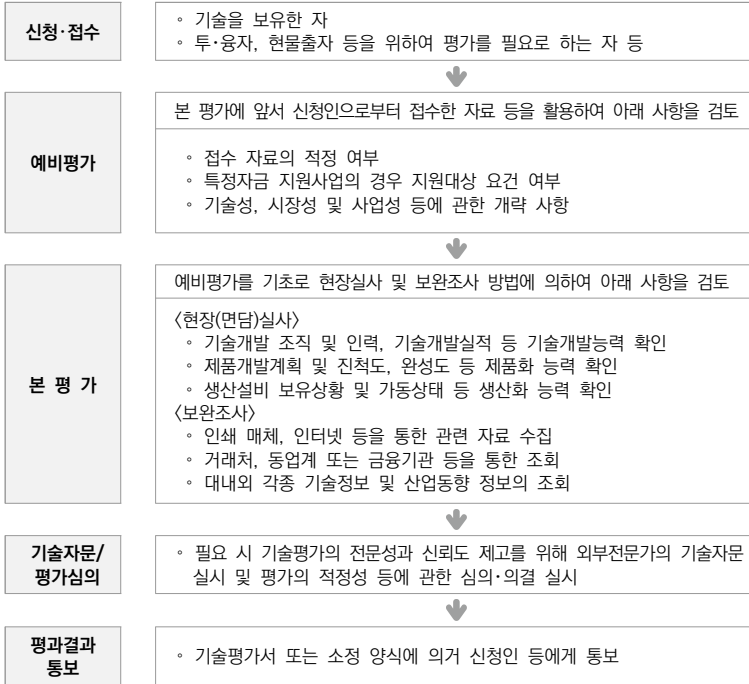 신청·접수
◦ 기술을 보유한 자
◦ 투·융자, 현물출자 등을 위하여 평가를 필요로 하는 자 등
예비평가
본 평가에 앞서 신청인으로부터 접수한 자료 등을 활용하여 아래 사항을 검토
◦ 접수 자료의 적정 여부
◦ 특정자금 지원사업의 경우 지원대상 요건 여부
◦ 기술성, 시장성 및 사업성 등에 관한 개략 사항
본 평 가
예비평가를 기초로 현장실사 및 보완조사 방법에 의하여 아래 사항을 검토
〈현장(면담)실사〉
◦ 기술개발 조직 및 인력, 기술개발실적 등 기술개발능력 확인
◦ 제품개발계획 및 진척도, 완성도 등 제품화 능력 확인
◦ 생산설비 보유상황 및 가동상태 등 생산화 능력 확인
〈보완조사〉
◦ 인쇄 매체, 인터넷 등을 통한 관련 자료 수집
◦ 거래처, 동업계 또는 금융기관 등을 통한 조회
◦ 대내외 각종 기술정보 및 산업동향 정보의 조회
기술자문/
평가심의
◦ 필요 시 기술평가의 전문성과 신뢰도 제고를 위해 외부전문가의 기술자문
실시 및 평가의 적정성 등에 관한 심의·의결 실시
평과결과
통보
◦ 기술평가서 또는 소정 양식에 의거 신청인 등에게 통보